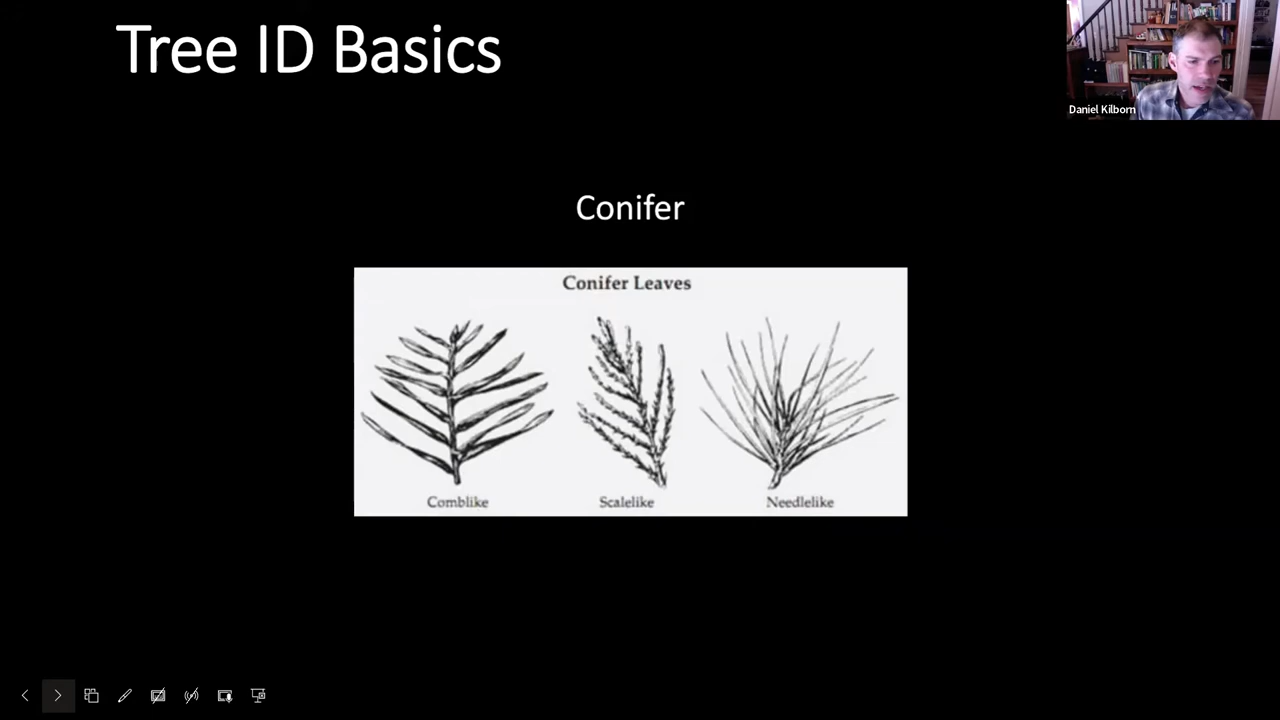 Tree ID Basics
Daniel Kilborn
Conifer
Conifer Leaves
Comblike
Scalelike
Needlelike